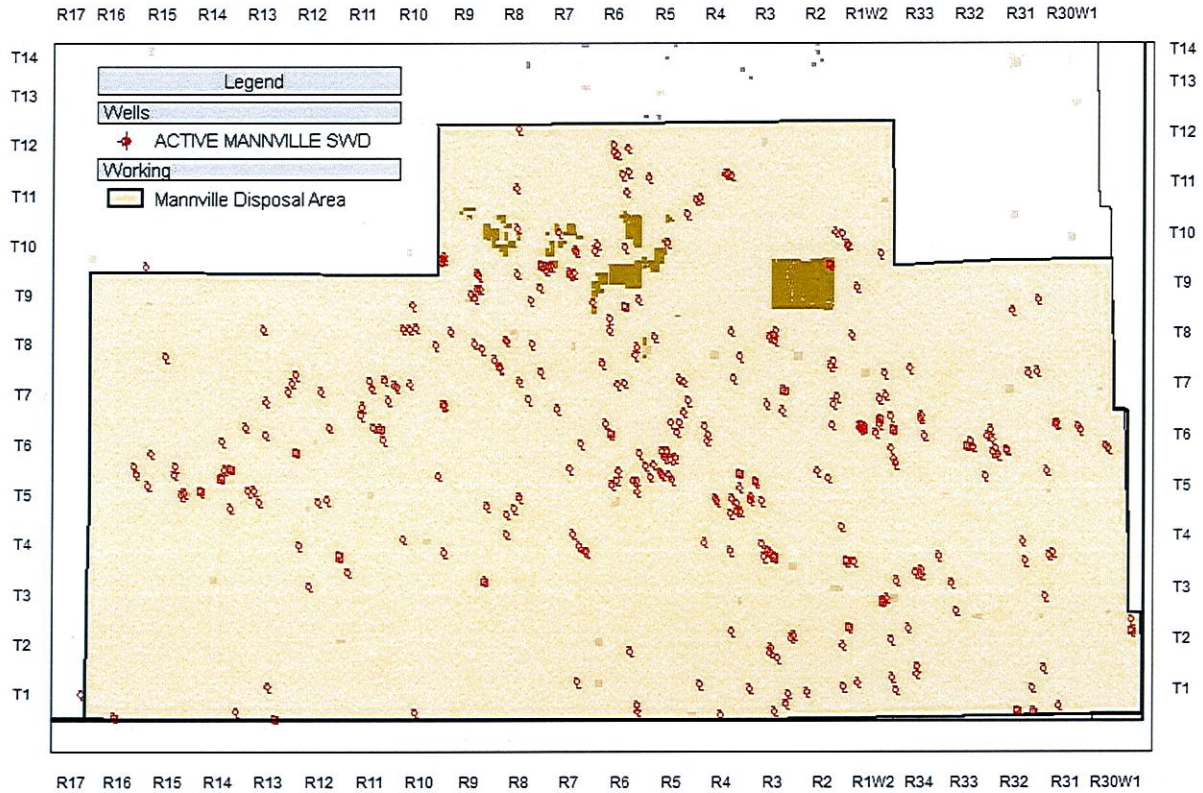 R17 R16 R15 R14 R13 R12 R11 R10 R9 R8 R7 R6 R5 R4 R3 R2 R1W2 R33 R32 R31 R30W1
T14 T14
T13 T13
Legend
Wells
ACTIVE MANNVILLE SWD
Working
Mannville Disposal Area
T12 T12
T11 T11
T10 T10
T9 T9
T8 T8
T7 T7
T6 T6
T5 T5
T4 T4
T3 T3
T2 T2
T1 T1
R17 R16 R15 R14 R13 R12 R11 R10 R9 R8 R7 R6 R5 R4 R3 R2 R1W2 R34 R33 R32 R31 R30W1